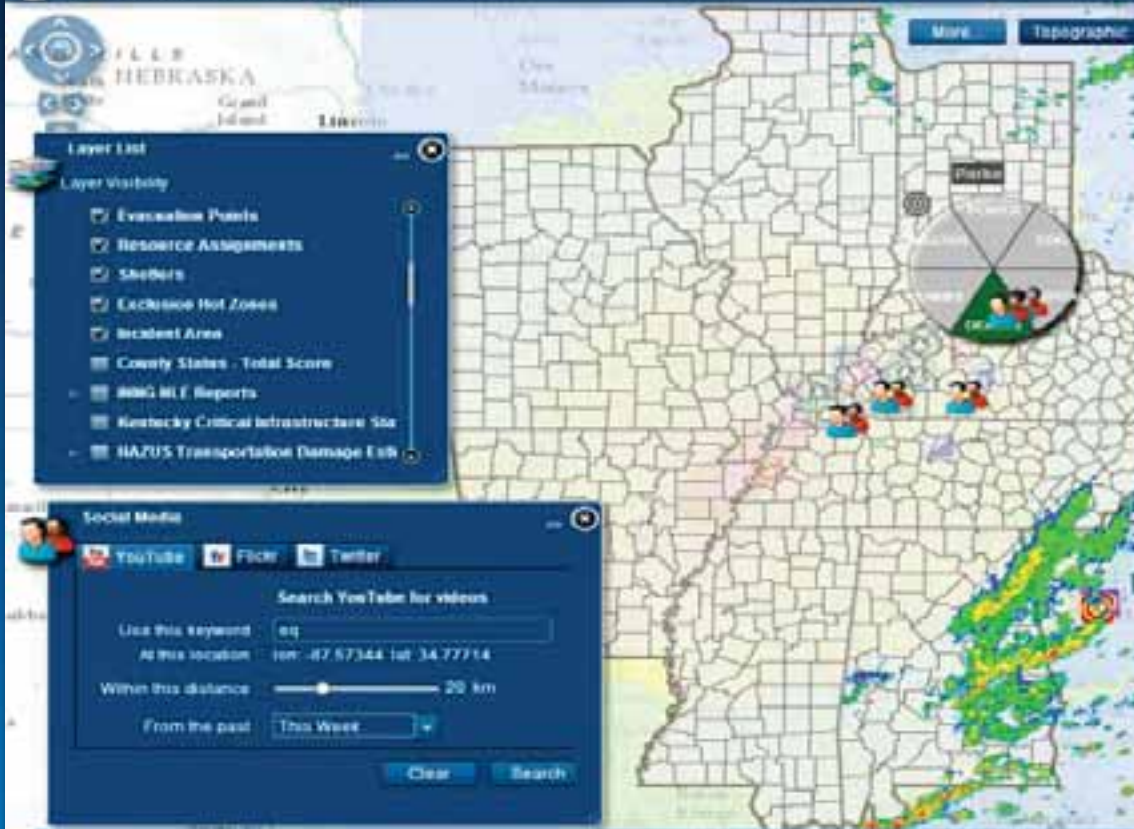 More...
Topographic
NEBRASKA
Grand
Island
Lincoln
Layer List
Layer Visibility
Evacuation Points
Resource Assignments
Shelters
Exclusion Hot Zones
Incident Area
County Status - Total Score
Reports
Kentucky Critical Infrastructure Sta
HAZUS Transportation Damage Esti
Parke
Social Media
YouTube
Flickr
Twitter
Search YouTube for videos
Use this keyword
eq
At this location
lon: -87.57344 lat: 34.77714
Within this distance
20 km
From the past
This Week
Clear
Search